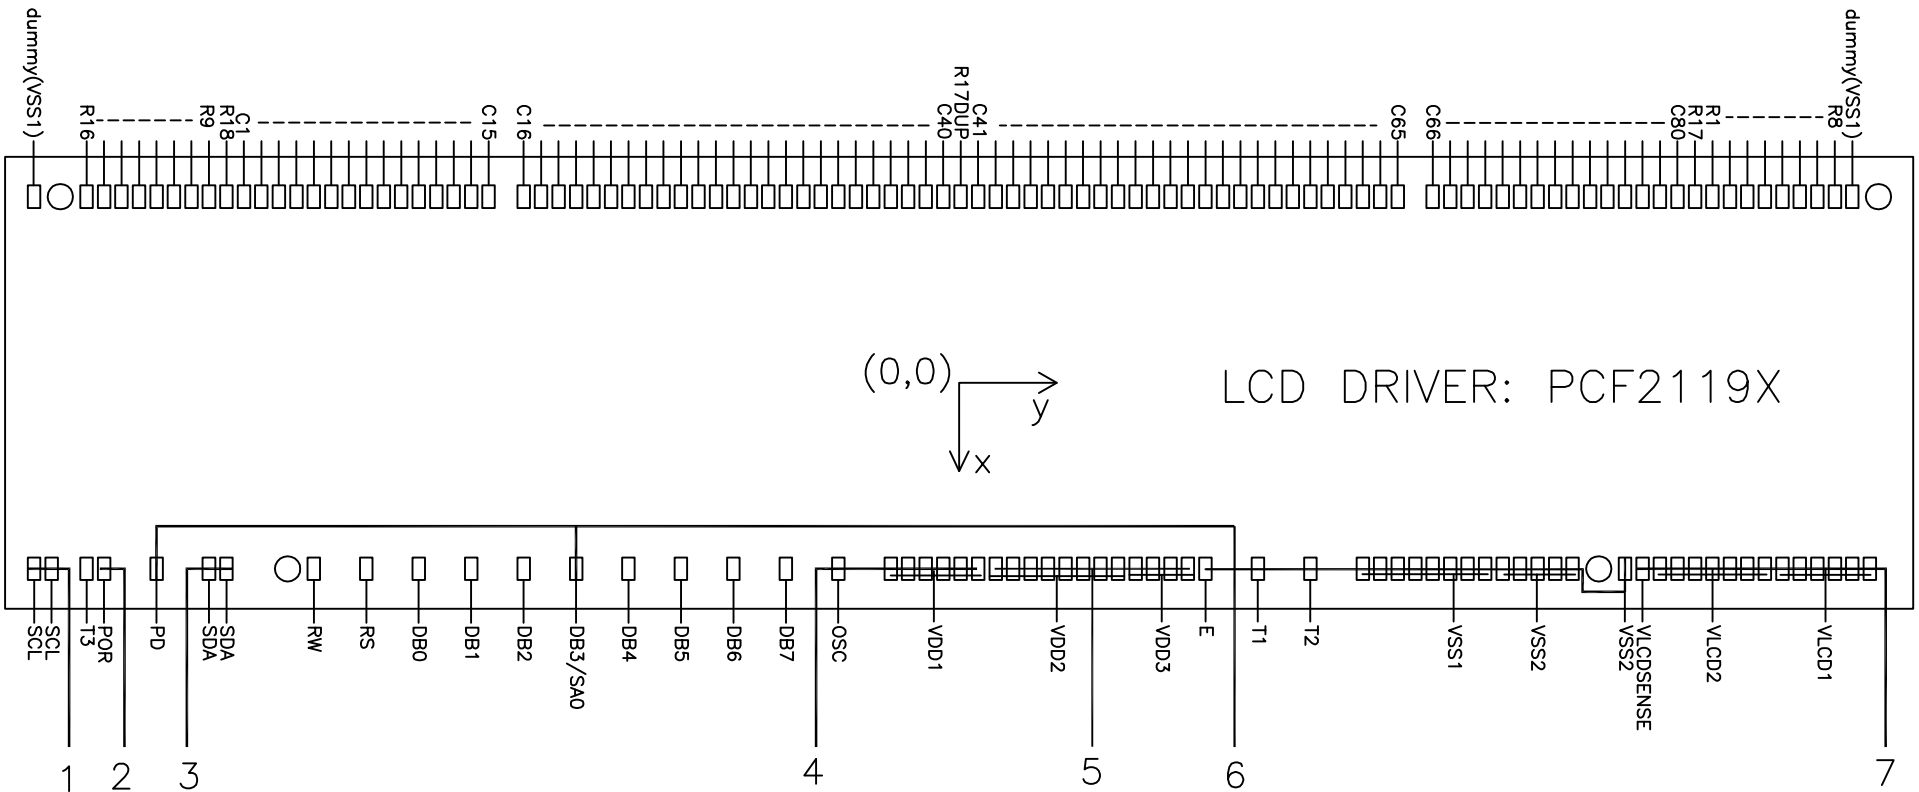 dummy(VSS1)
R16
R9
R18
C1
C15
C16
C40
R17DUP
C41
C65
C66
C80
R17
R1
R8
dummy(VSS1)
(0,0)
y
x
LCD DRIVER: PCF2119X
SCL
SCL
T3
POR
PD
SDA
SDA
RW
RS
DB0
DB1
DB2
DB3/SA0
DB4
DB5
DB6
DB7
OSC
VDD1
VDD2
VDD3
E
T1
T2
VSS1
VSS2
VSS2
VLCDSENSE
VLCD2
VLCD1
1
2
3
4
5
6
7